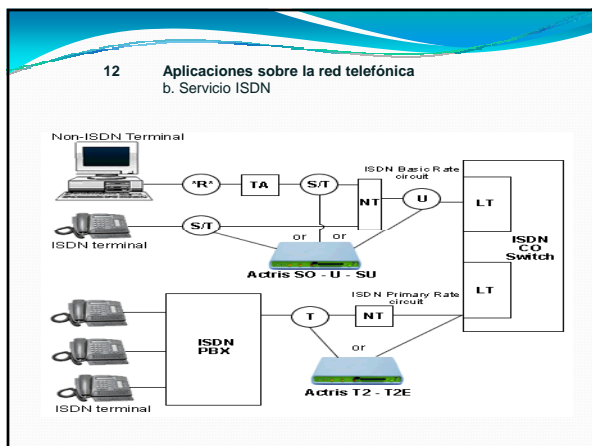 12 Aplicaciones sobre la red telefónica
b. Servicio ISDN
Non-ISDN Terminal
*R*
TA
S/T
ISDN Basic Rate
circuit
NT
U
LT
ISDN terminal
S/T
or or
Actris SO - U - SU
ISDN
CO
Switch
ISDN Primary Rate
circuit
LT
ISDN
PBX
T
NT
or
Actris T2 - T2E
ISDN terminal